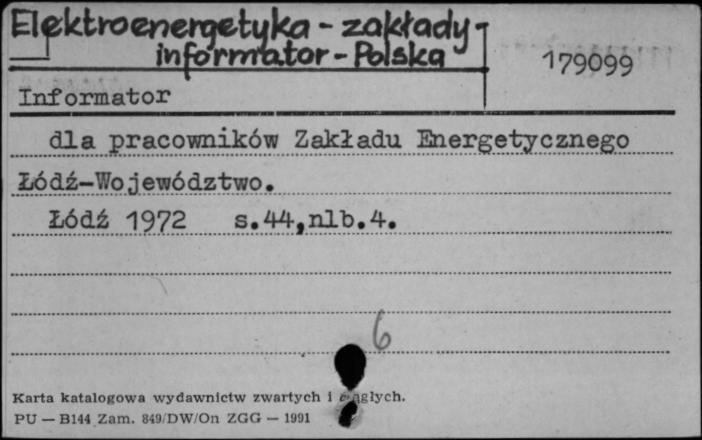 Elektroenergetyka - zakłady -
informator - Polska
179099
Informator
dla pracowników Zakładu Energetycznego
Łódź-Województwo.
Łódź 1972 s.44,nlb.4.
6
Karta katalogowa wydawnictw zwartych i ciągłych.
PU — B144 Zam. 849/DW/On ZGG — 1991